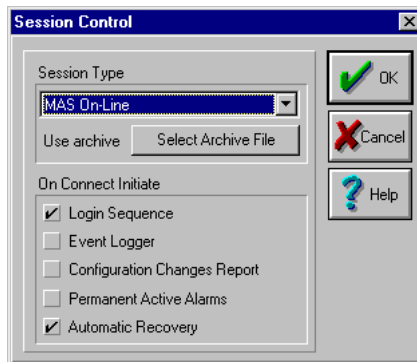 Session Control
Session Type
MAS On-Line
Use archive Select Archive File
On Connect Initiate
Login Sequence
Event Logger
Configuration Changes Report
Permanent Active Alarms
Automatic Recovery
OK
Cancel
Help